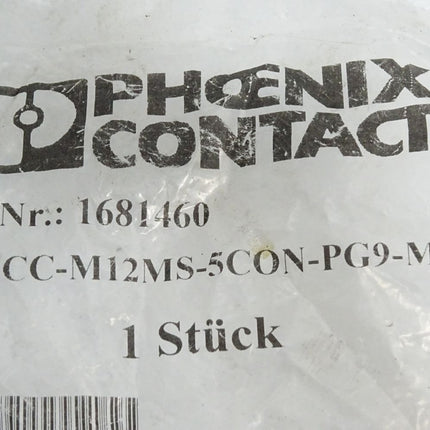 PHŒNIX
CONTACT
Nr.: 1681460
CC-M12MS-5CON-PG9-M
1 Stück